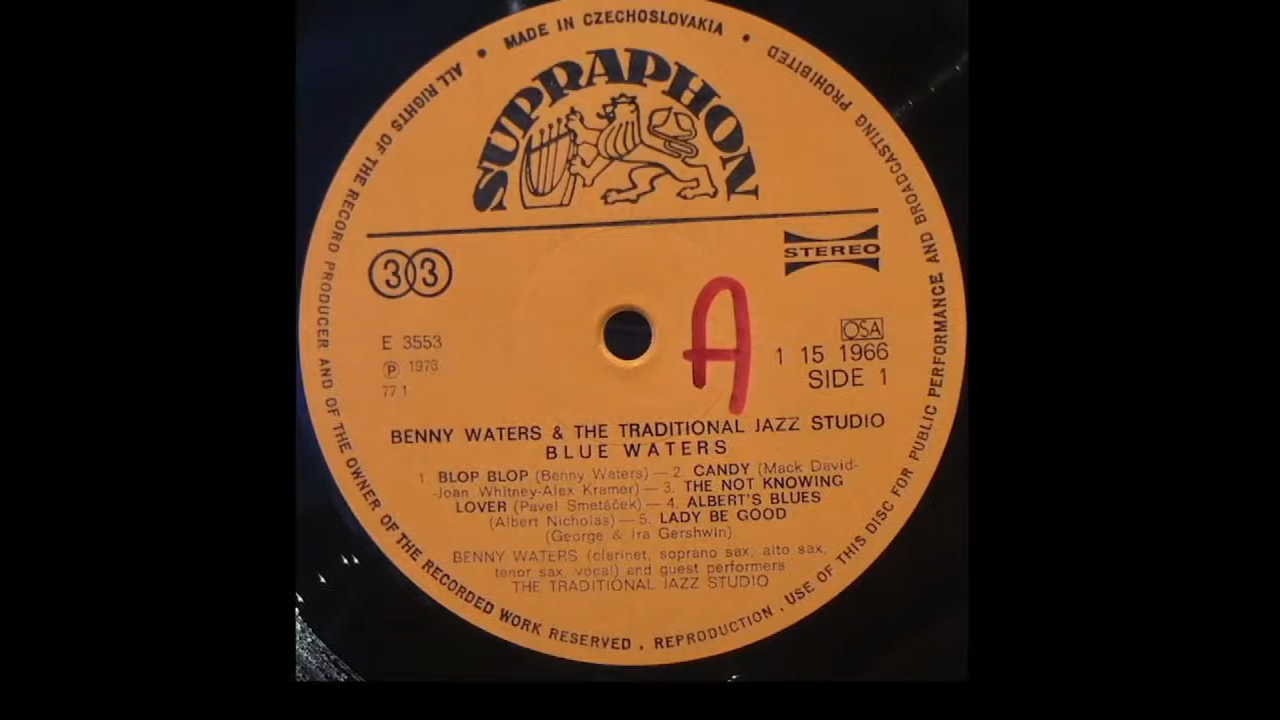 ALL RIGHTS OF THE RECORD PRODUCER AND OF THE OWNER OF THE RECORDED WORK RESERVED . REPRODUCTION , USE OF THIS DISC FOR PUBLIC PERFORMANCE AND BROADCASTING PROHIBITED
• MADE IN CZECHOSLOVAKIA •
SUPRAPHON
33
STEREO
E 3553
OSA
Ⓟ 1973
1 15 1966
77 1
SIDE 1
A
BENNY WATERS & THE TRADITIONAL JAZZ STUDIO
BLUE WATERS
1. BLOP BLOP (Benny Waters) — 2. CANDY (Mack David-
-Joan Whitney-Alex Kramer) — 3. THE NOT KNOWING
LOVER (Pavel Smetáček) — 4. ALBERT'S BLUES
(Albert Nicholas) — 5. LADY BE GOOD
(George & Ira Gershwin)
BENNY WATERS (clarinet, soprano sax, alto sax,
tenor sax, vocal) and guest performers
THE TRADITIONAL JAZZ STUDIO